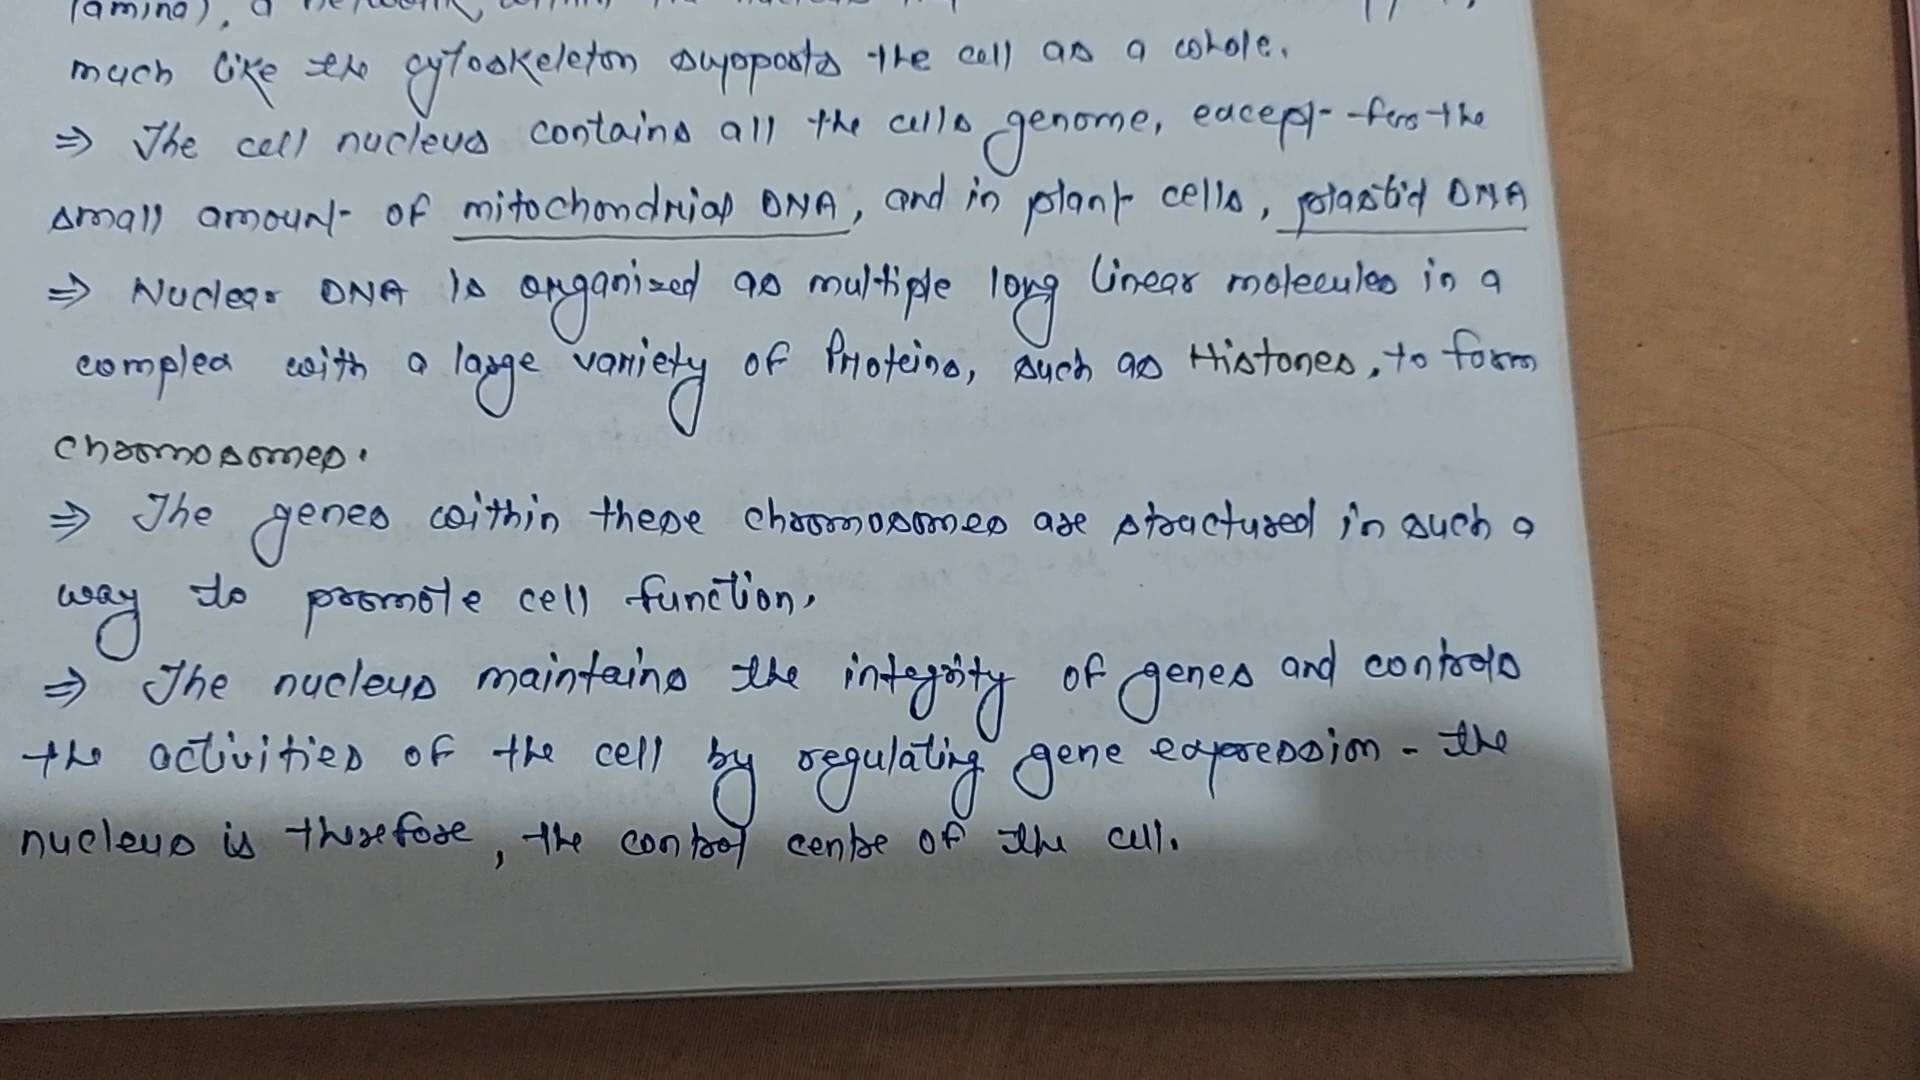 lamina), a network within the nucleus
much like the cytoskeleton supports the cell as a whole.
⇒ The cell nucleus contains all the cells genome, except for the
small amount of mitochondrial DNA, and in plant cells, plastid DNA
⇒ Nuclear DNA is organized as multiple long linear molecules in a
complex with a large variety of Proteins, such as Histones, to form
chromosomes.
⇒ The genes within these chromosomes are structured in such a
way to promote cell function.
⇒ The nucleus maintains the integrity of genes and controls
the activities of the cell by regulating gene expression - the
nucleus is therefore, the control centre of the cell.